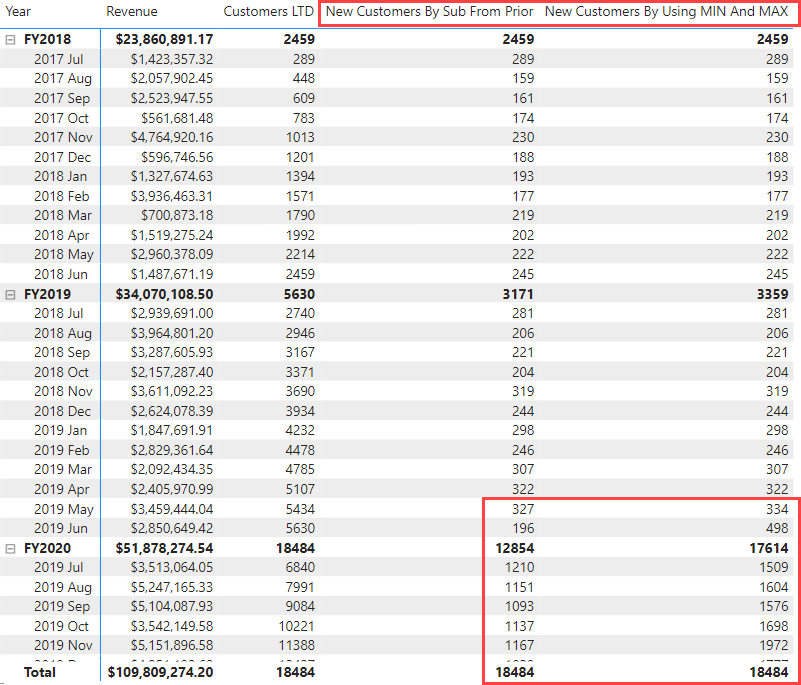 Year Revenue Customers LTD New Customers By Sub From Prior New Customers By Using MIN And MAX
FY2018 $23,860,891.17 2459 2459 2459
2017 Jul $1,423,357.32 289 289 289
2017 Aug $2,057,902.45 448 159 159
2017 Sep $2,523,947.55 609 161 161
2017 Oct $561,681.48 783 174 174
2017 Nov $4,764,920.16 1013 230 230
2017 Dec $596,746.56 1201 188 188
2018 Jan $1,327,674.63 1394 193 193
2018 Feb $3,936,463.31 1571 177 177
2018 Mar $700,873.18 1790 219 219
2018 Apr $1,519,275.24 1992 202 202
2018 May $2,960,378.09 2214 222 222
2018 Jun $1,487,671.19 2459 245 245
FY2019 $34,070,108.50 5630 3171 3359
2018 Jul $2,939,691.00 2740 281 281
2018 Aug $3,964,801.20 2946 206 206
2018 Sep $3,287,605.93 3167 221 221
2018 Oct $2,157,287.40 3371 204 204
2018 Nov $3,611,092.23 3690 319 319
2018 Dec $2,624,078.39 3934 244 244
2019 Jan $1,847,691.91 4232 298 298
2019 Feb $2,829,361.64 4478 246 246
2019 Mar $2,092,434.35 4785 307 307
2019 Apr $2,405,970.99 5107 322 322
2019 May $3,459,444.04 5434 327 334
2019 Jun $2,850,649.42 5630 196 498
FY2020 $51,878,274.54 18484 12854 17614
2019 Jul $3,513,064.05 6840 1210 1509
2019 Aug $5,247,165.33 7991 1151 1604
2019 Sep $5,104,087.93 9084 1093 1576
2019 Oct $3,542,149.58 10221 1137 1698
2019 Nov $5,151,896.58 11388 1167 1972
Total $109,809,274.20 18484 18484 18484